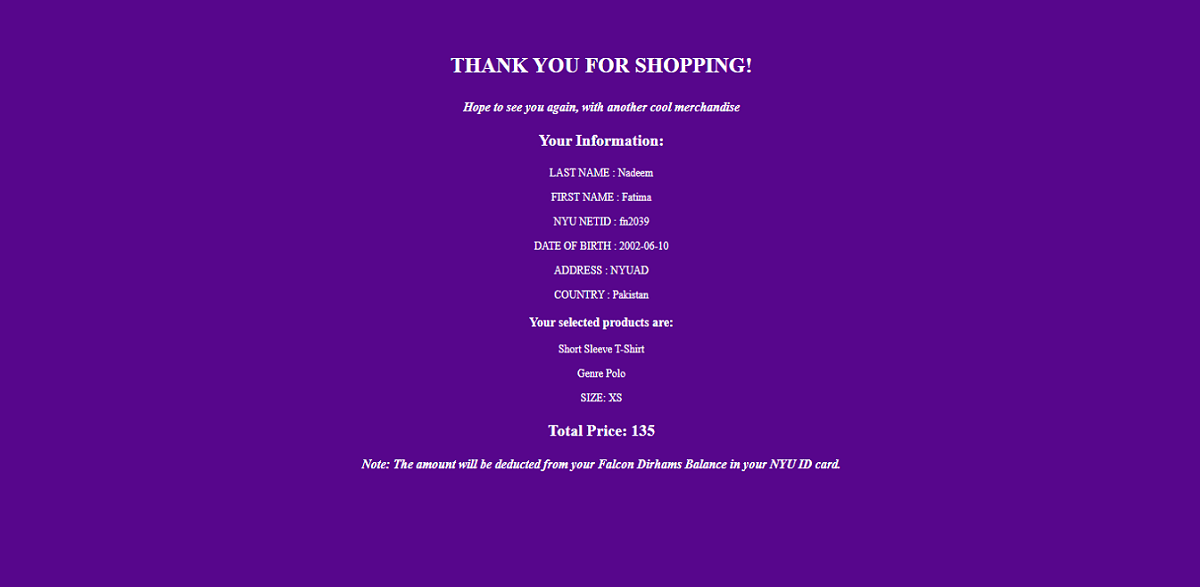 THANK YOU FOR SHOPPING!
Hope to see you again, with another cool merchandise
Your Information:
LAST NAME : Nadeem
FIRST NAME : Fatima
NYU NETID : fn2039
DATE OF BIRTH : 2002-06-10
ADDRESS : NYUAD
COUNTRY : Pakistan
Your selected products are:
Short Sleeve T-Shirt
Genre Polo
SIZE: XS
Total Price: 135
Note: The amount will be deducted from your Falcon Dirhams Balance in your NYU ID card.